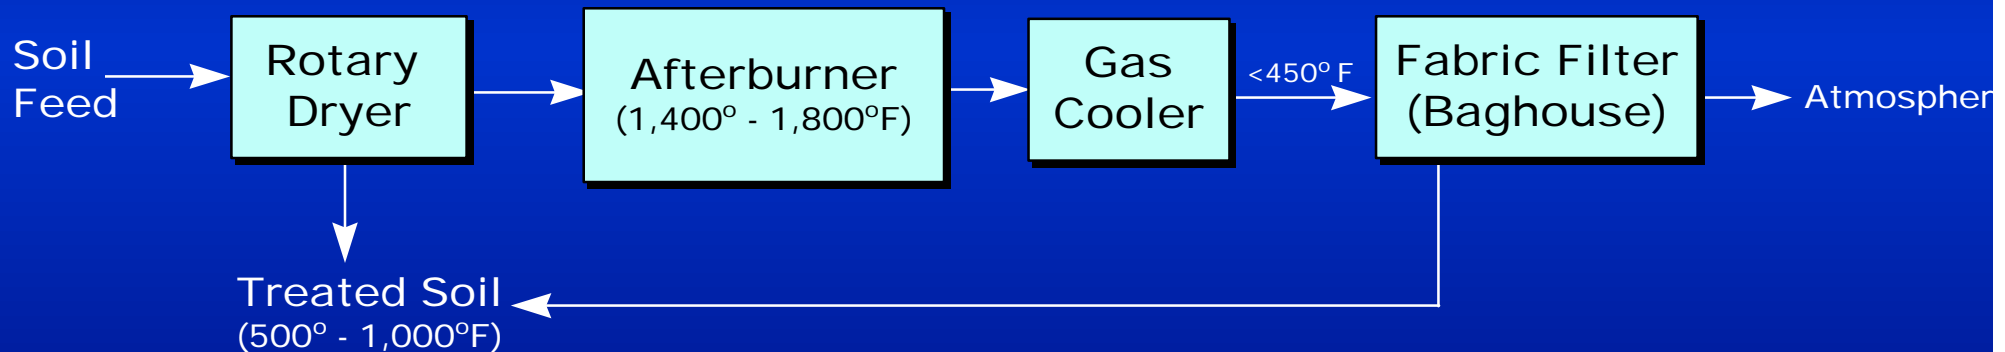 Soil
Feed
Rotary
Dryer
Afterburner
(1,400º - 1,800ºF)
Gas
Cooler
<450º F
Fabric Filter
(Baghouse)
Atmospher
Treated Soil
(500º - 1,000ºF)